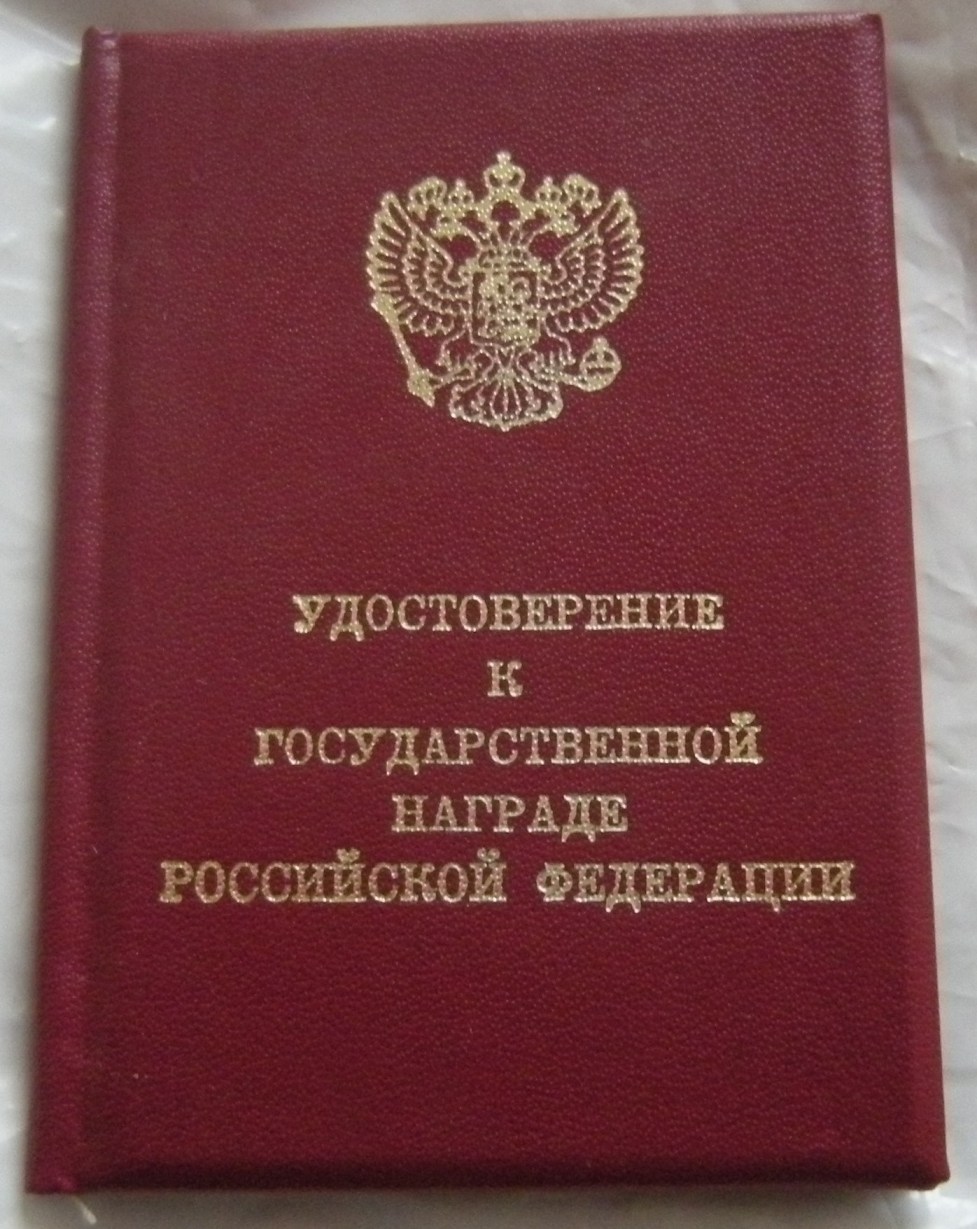 УДОСТОВЕРЕНИЕ
К
ГОСУДАРСТВЕННОЙ
НАГРАДЕ
РОССИЙСКОЙ ФЕДЕРАЦИИ